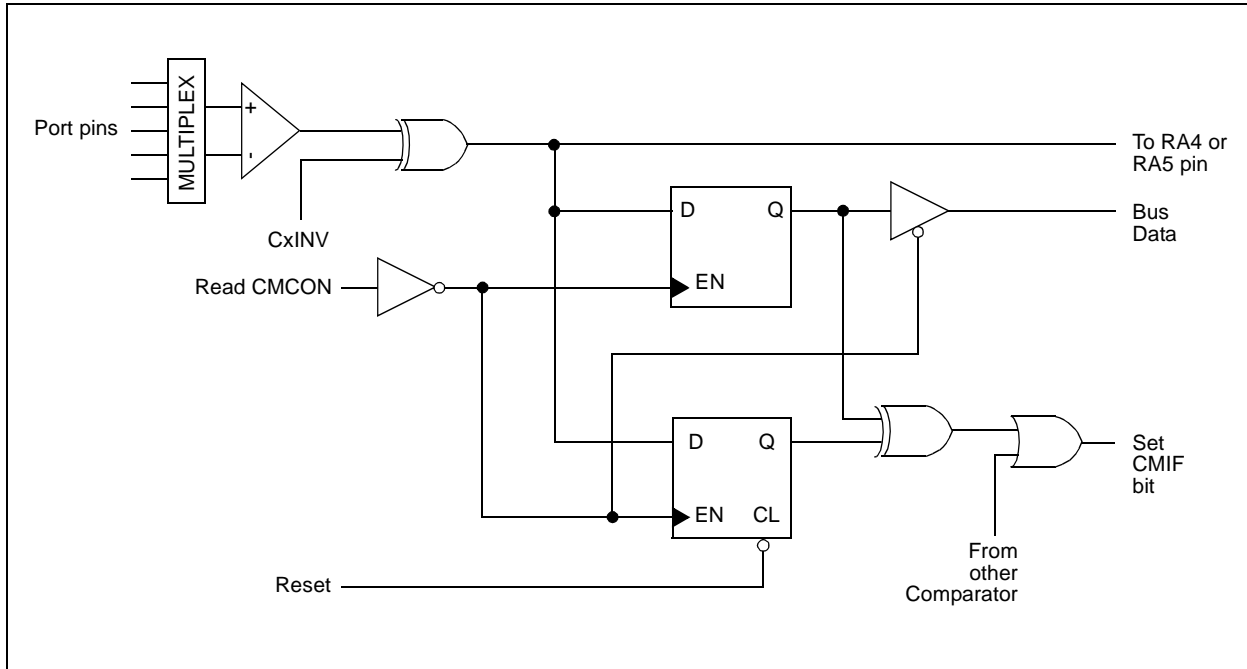 MULTIPLEX
Port pins
+
-
CxINV
To RA4 or
RA5 pin
D
Q
EN
Bus
Data
Read CMCON
D
Q
EN
CL
Set
CMIF
bit
From
other
Comparator
Reset